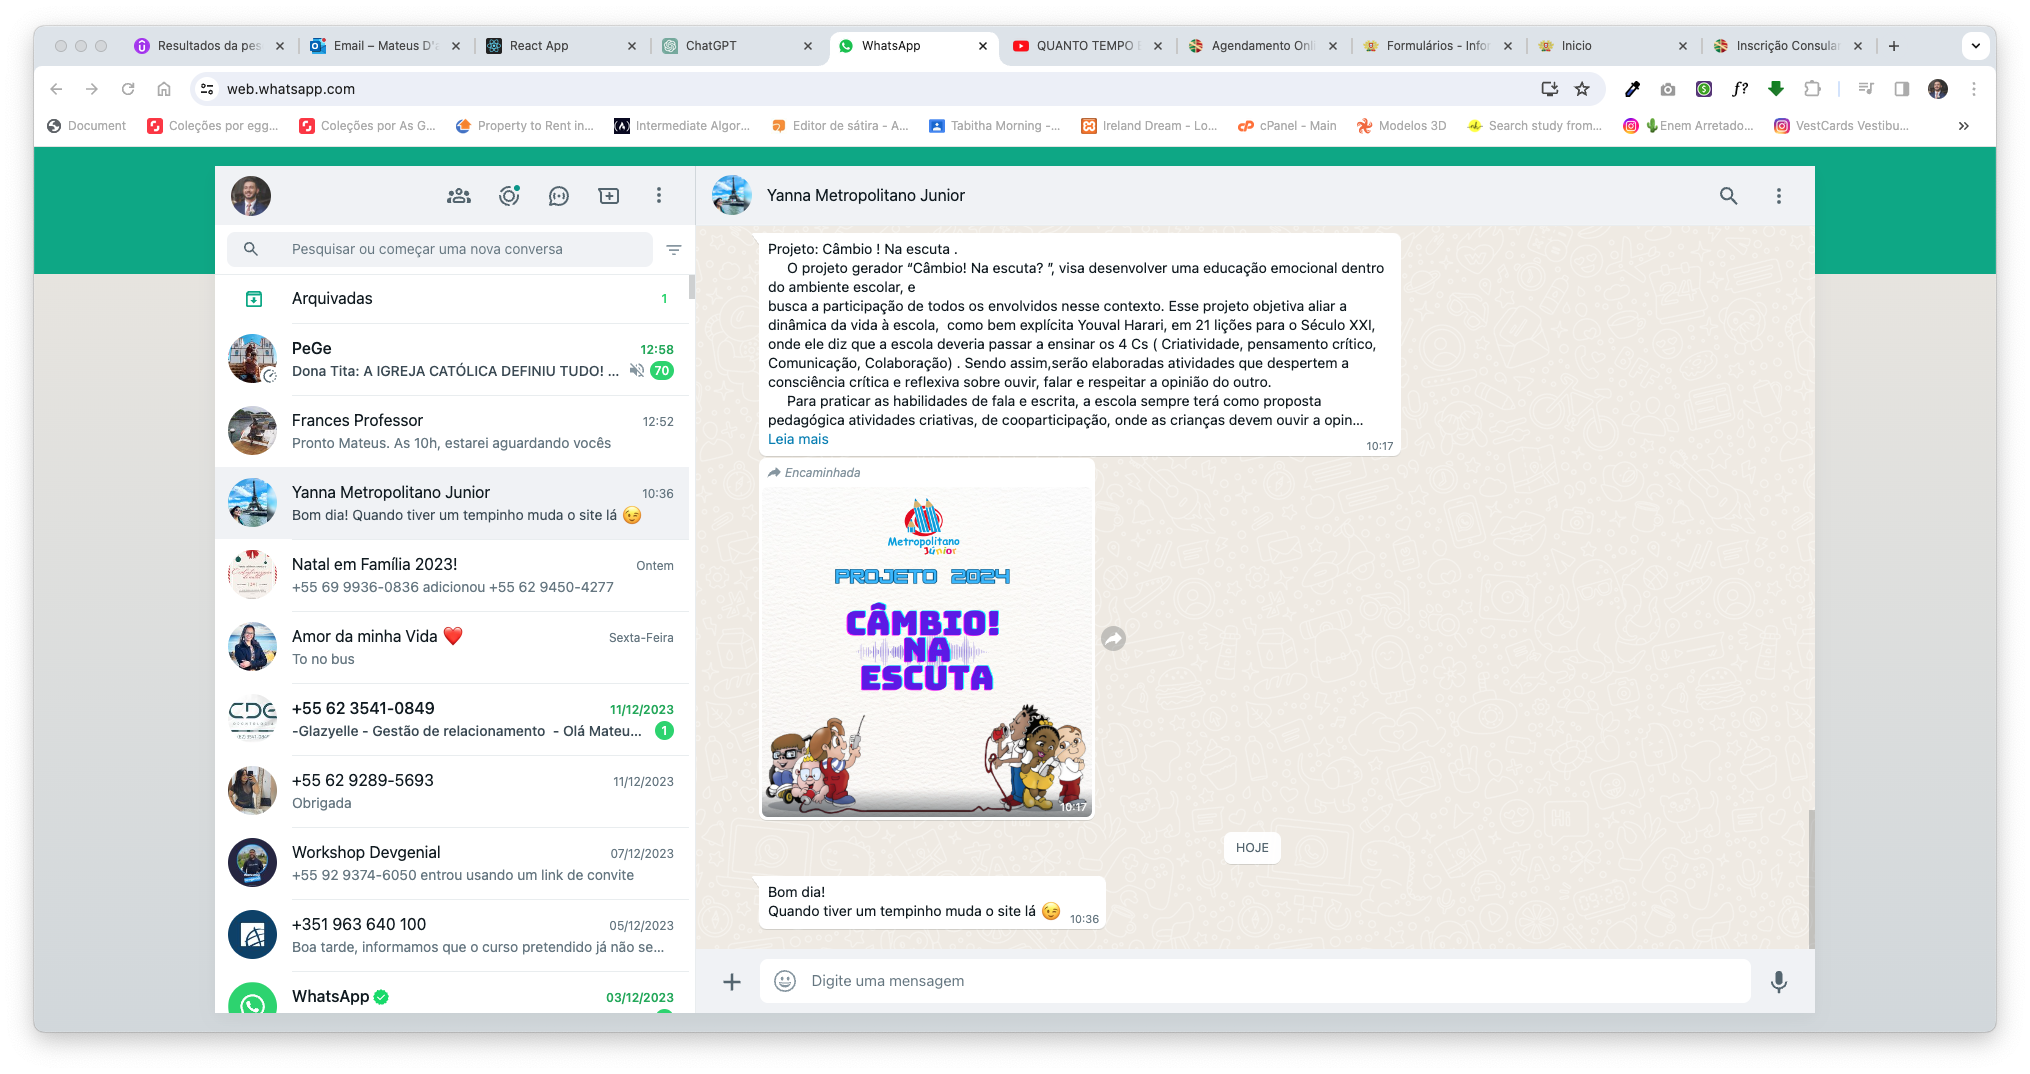 Resultados da pes
Email – Mateus D'a
React App
ChatGPT
WhatsApp
QUANTO TEMPO
Agendamento Onli
Formulários - Infor
Inicio
Inscrição Consular
web.whatsapp.com
Document
Coleções por egg...
Coleções por As G...
Property to Rent in...
Intermediate Algor...
Editor de sátira - A...
Tabitha Morning -...
Ireland Dream - Lo...
cPanel - Main
Modelos 3D
Search study from...
Enem Arretado...
VestCards Vestibu...
Pesquisar ou começar uma nova conversa
Arquivadas 1
PeGe 12:58
Dona Tita: A IGREJA CATÓLICA DEFINIU TUDO! ... 70
Frances Professor 12:52
Pronto Mateus. As 10h, estarei aguardando vocês
Yanna Metropolitano Junior 10:36
Bom dia! Quando tiver um tempinho muda o site lá 😉
Natal em Família 2023! Ontem
+55 69 9936-0836 adicionou +55 62 9450-4277
Amor da minha Vida ❤️ Sexta-Feira
To no bus
CDG
+55 62 3541-0849 11/12/2023
-Glazyelle - Gestão de relacionamento - Olá Mateu... 1
+55 62 9289-5693 11/12/2023
Obrigada
Workshop Devgenial 07/12/2023
+55 92 9374-6050 entrou usando um link de convite
+351 963 640 100 05/12/2023
Boa tarde, informamos que o curso pretendido já não se...
WhatsApp 03/12/2023
Yanna Metropolitano Junior
Projeto: Câmbio ! Na escuta .
O projeto gerador “Câmbio! Na escuta? ”, visa desenvolver uma educação emocional dentro
do ambiente escolar, e
busca a participação de todos os envolvidos nesse contexto. Esse projeto objetiva aliar a
dinâmica da vida à escola, como bem explícita Youval Harari, em 21 lições para o Século XXI,
onde ele diz que a escola deveria passar a ensinar os 4 Cs ( Criatividade, pensamento crítico,
Comunicação, Colaboração) . Sendo assim,serão elaboradas atividades que despertem a
consciência crítica e reflexiva sobre ouvir, falar e respeitar a opinião do outro.
Para praticar as habilidades de fala e escrita, a escola sempre terá como proposta
pedagógica atividades criativas, de cooparticipação, onde as crianças devem ouvir a opin...
Leia mais
10:17
Encaminhada
Metropolitano
Júnior
PROJETO 2024
CÂMBIO!
NA
ESCUTA
10:17
HOJE
Bom dia!
Quando tiver um tempinho muda o site lá 😉 10:36
Digite uma mensagem